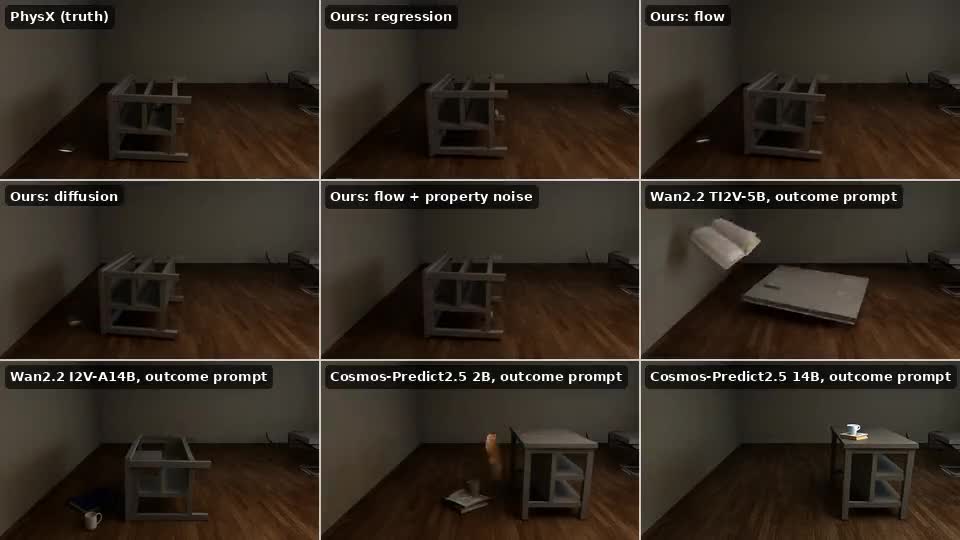 PhysX (truth)
Ours: regression
Ours: flow
Ours: diffusion
Ours: flow + property noise
Wan2.2 TI2V-5B, outcome prompt
Wan2.2 I2V-A14B, outcome prompt
Cosmos-Predict2.5 2B, outcome prompt
Cosmos-Predict2.5 14B, outcome prompt